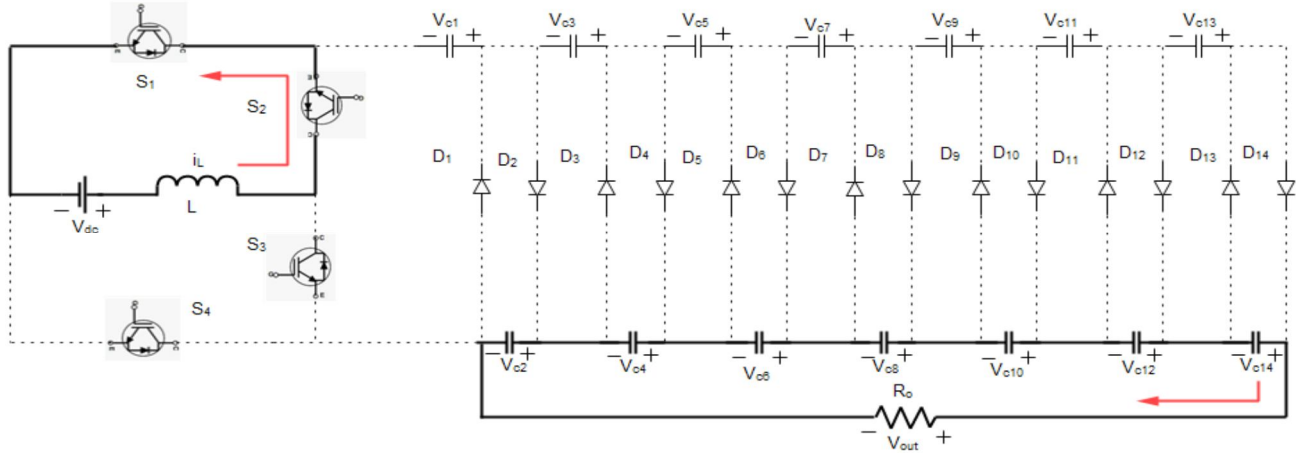 Vc1 Vc3 Vc5 Vc7 Vc9 Vc11 Vc13
− + − + − + − + − + − + − +
S1
S2
iL
L
− +
Vdc
D1 D2 D3 D4 D5 D6 D7 D8 D9 D10 D11 D12 D13 D14
S3
S4
− + − + − + − + − + − + − +
Vc2 Vc4 Vc6 Vc8 Vc10 Vc12 Vc14
Ro
− +
Vout